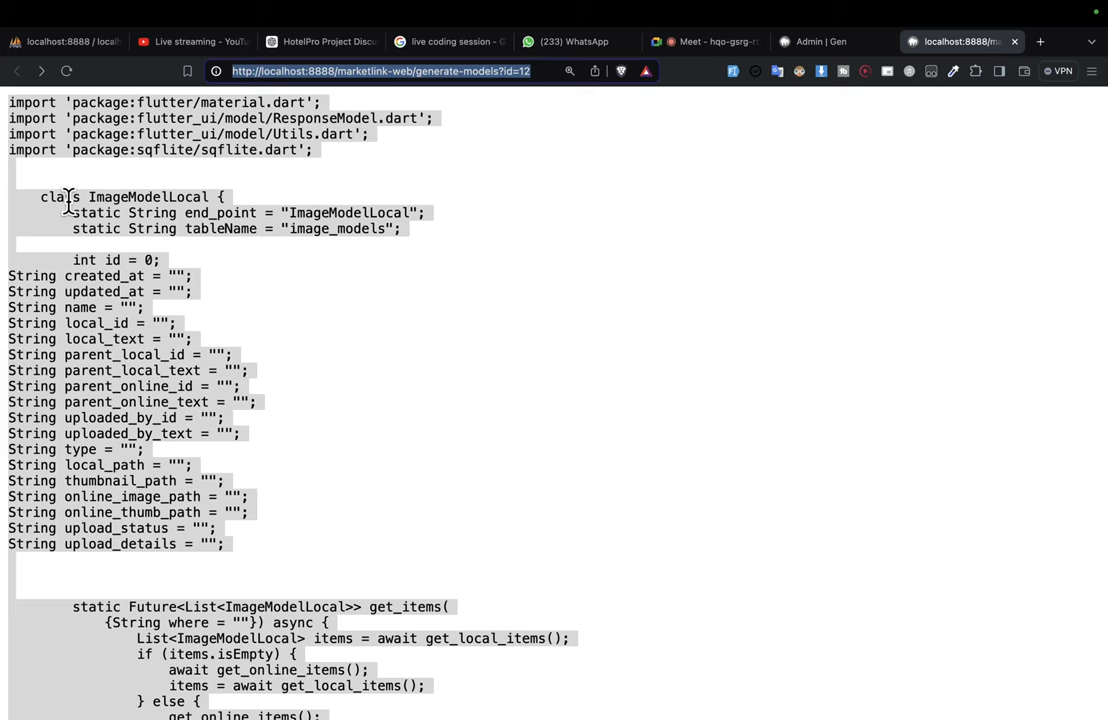 localhost:8888 / local
Live streaming - YouTu
HotelPro Project Discu
live coding session - G
(233) WhatsApp
Meet - hqo-gsrg-r
Admin | Gen
localhost:8888/ma
http://localhost:8888/marketlink-web/generate-models?id=12
VPN
import 'package:flutter/material.dart';
import 'package:flutter_ui/model/ResponseModel.dart';
import 'package:flutter_ui/model/Utils.dart';
import 'package:sqflite/sqflite.dart';
class ImageModelLocal {
static String end_point = "ImageModelLocal";
static String tableName = "image_models";
int id = 0;
String created_at = "";
String updated_at = "";
String name = "";
String local_id = "";
String local_text = "";
String parent_local_id = "";
String parent_local_text = "";
String parent_online_id = "";
String parent_online_text = "";
String uploaded_by_id = "";
String uploaded_by_text = "";
String type = "";
String local_path = "";
String thumbnail_path = "";
String online_image_path = "";
String online_thumb_path = "";
String upload_status = "";
String upload_details = "";
static Future<List<ImageModelLocal>> get_items(
{String where = ""}) async {
List<ImageModelLocal> items = await get_local_items();
if (items.isEmpty) {
await get_online_items();
items = await get_local_items();
} else {
get_online_items();